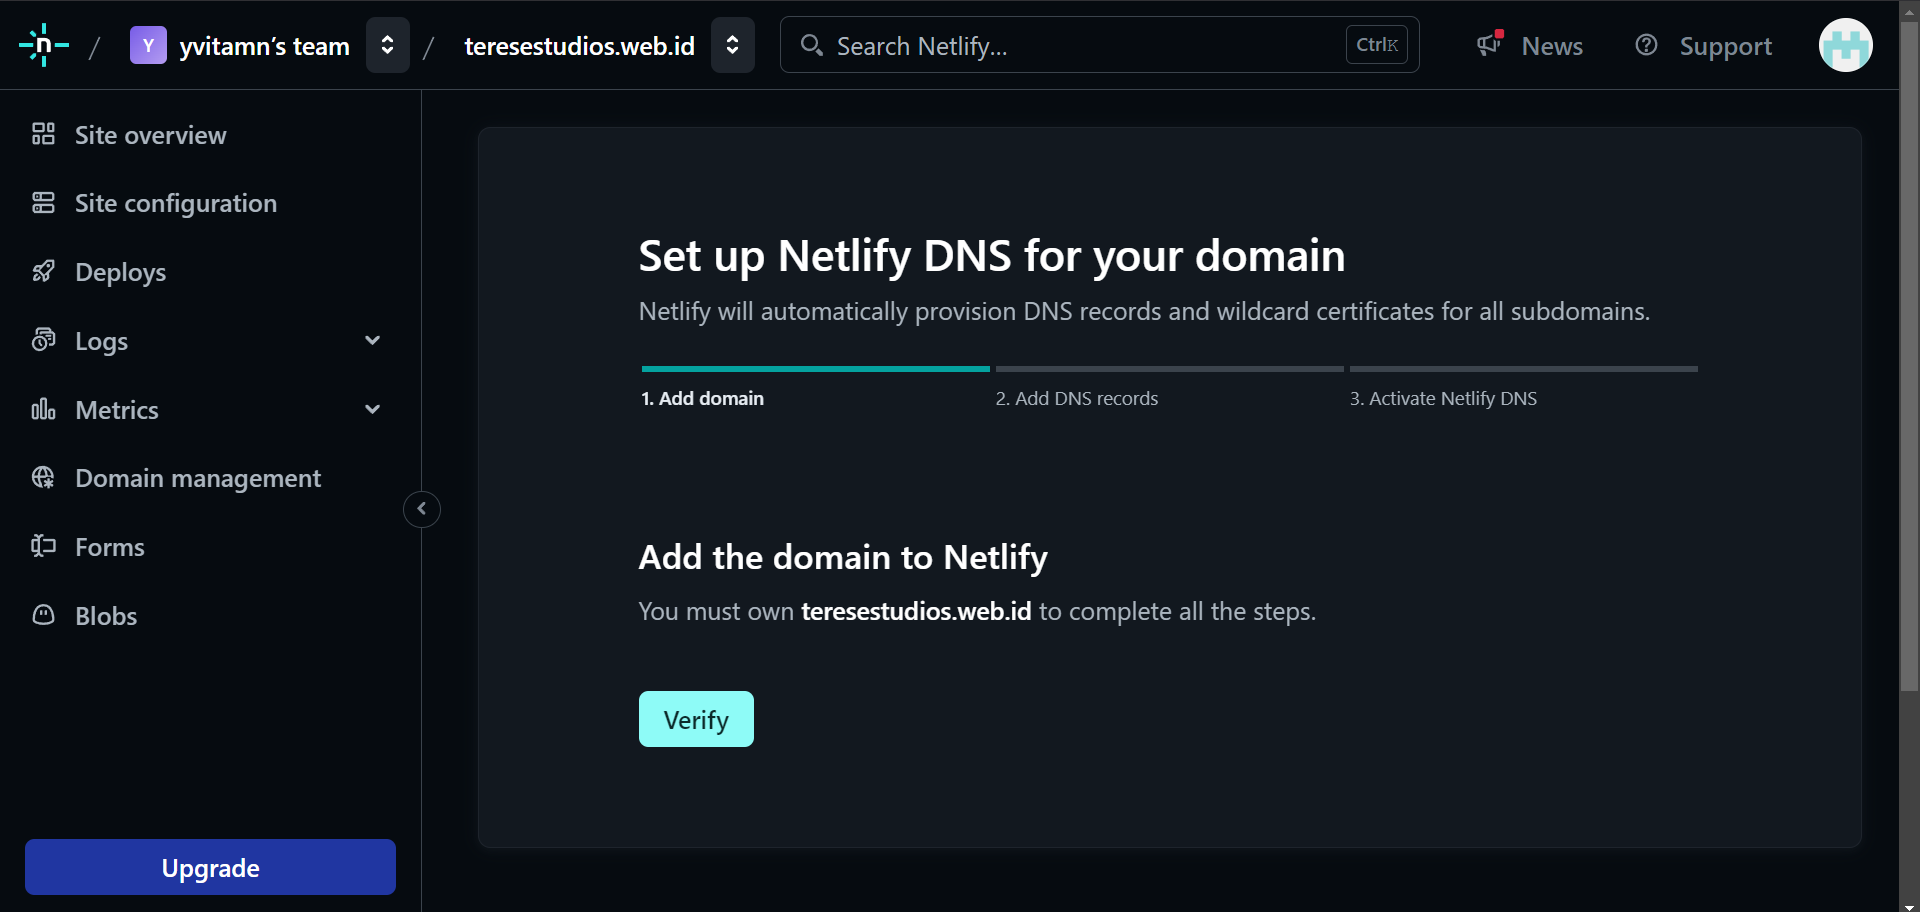 n / Y yvitamn’s team / teresestudios.web.id Search Netlify... CtrlK News Support
Site overview
Site configuration
Deploys
Logs
Metrics
Domain management
Forms
Blobs
Upgrade
Set up Netlify DNS for your domain
Netlify will automatically provision DNS records and wildcard certificates for all subdomains.
1. Add domain 2. Add DNS records 3. Activate Netlify DNS
Add the domain to Netlify
You must own teresestudios.web.id to complete all the steps.
Verify